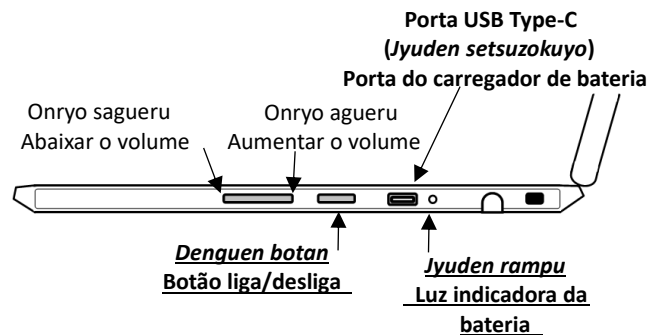 Porta USB Type-C
(Jyuden setsuzokuyo)
Porta do carregador de bateria
Onryo sagueru
Abaixar o volume
Onryo agueru
Aumentar o volume
Denguen botan
Botão liga/desliga
Jyuden rampu
Luz indicadora da
bateria